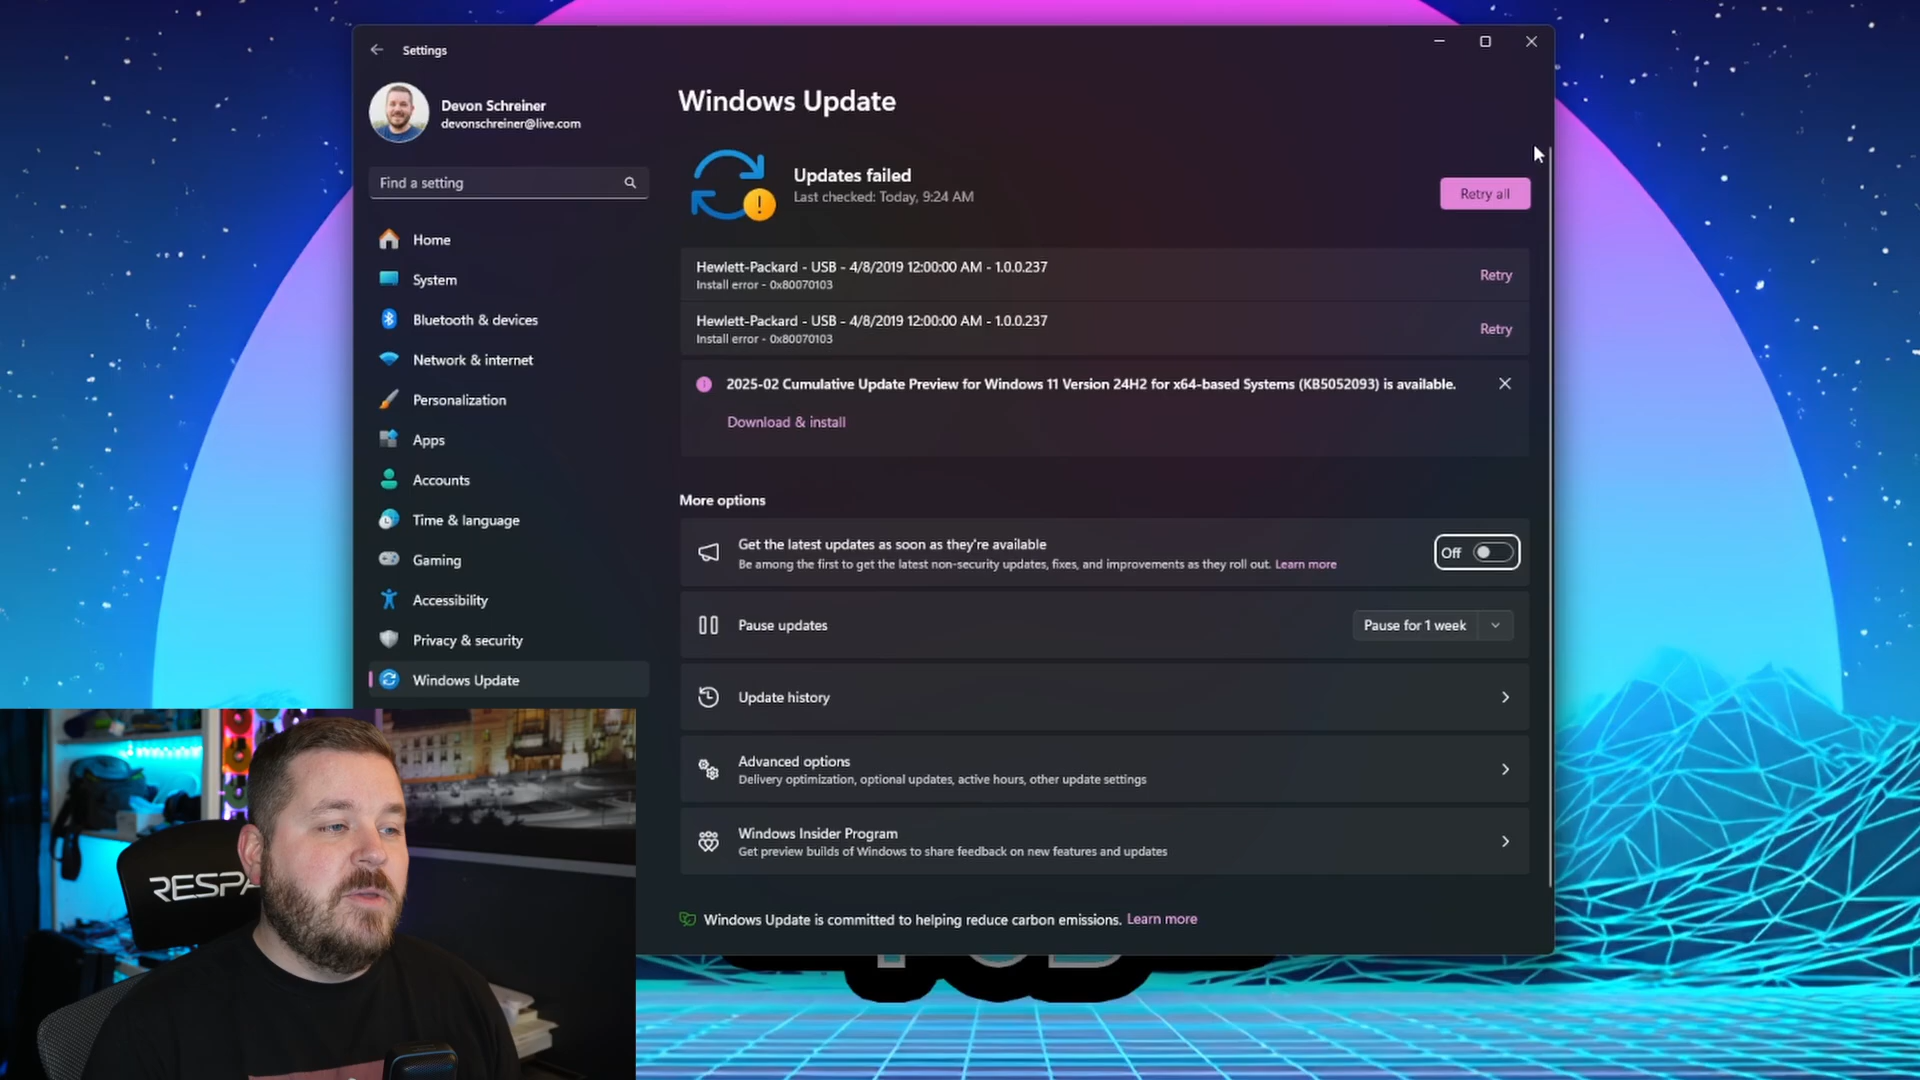 Settings
Devon Schreiner
devonschreiner@live.com
Find a setting
Home
System
Bluetooth & devices
Network & internet
Personalization
Apps
Accounts
Time & language
Gaming
Accessibility
Privacy & security
Windows Update
Windows Update
Updates failed
Last checked: Today, 9:24 AM
Retry all
Hewlett-Packard - USB - 4/8/2019 12:00:00 AM - 1.0.0.237
Install error - 0x80070103
Retry
Hewlett-Packard - USB - 4/8/2019 12:00:00 AM - 1.0.0.237
Install error - 0x80070103
Retry
2025-02 Cumulative Update Preview for Windows 11 Version 24H2 for x64-based Systems (KB5052093) is available.
Download & install
More options
Get the latest updates as soon as they're available
Be among the first to get the latest non-security updates, fixes, and improvements as they roll out. Learn more
Off
Pause updates
Pause for 1 week
Update history
Advanced options
Delivery optimization, optional updates, active hours, other update settings
Windows Insider Program
Get preview builds of Windows to share feedback on new features and updates
Windows Update is committed to helping reduce carbon emissions. Learn more
RESPA